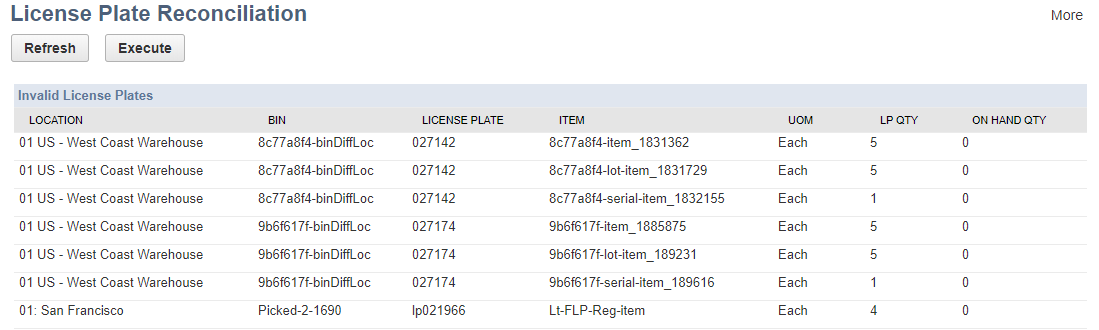 License Plate Reconciliation More
Refresh Execute
Invalid License Plates
LOCATION BIN LICENSE PLATE ITEM UOM LP QTY ON HAND QTY
01 US - West Coast Warehouse 8c77a8f4-binDiffLoc 027142 8c77a8f4-item_1831362 Each 5 0
01 US - West Coast Warehouse 8c77a8f4-binDiffLoc 027142 8c77a8f4-lot-item_1831729 Each 5 0
01 US - West Coast Warehouse 8c77a8f4-binDiffLoc 027142 8c77a8f4-serial-item_1832155 Each 1 0
01 US - West Coast Warehouse 9b6f617f-binDiffLoc 027174 9b6f617f-item_1885875 Each 5 0
01 US - West Coast Warehouse 9b6f617f-binDiffLoc 027174 9b6f617f-lot-item_189231 Each 5 0
01 US - West Coast Warehouse 9b6f617f-binDiffLoc 027174 9b6f617f-serial-item_189616 Each 1 0
01: San Francisco Picked-2-1690 lp021966 Lt-FLP-Reg-item Each 4 0